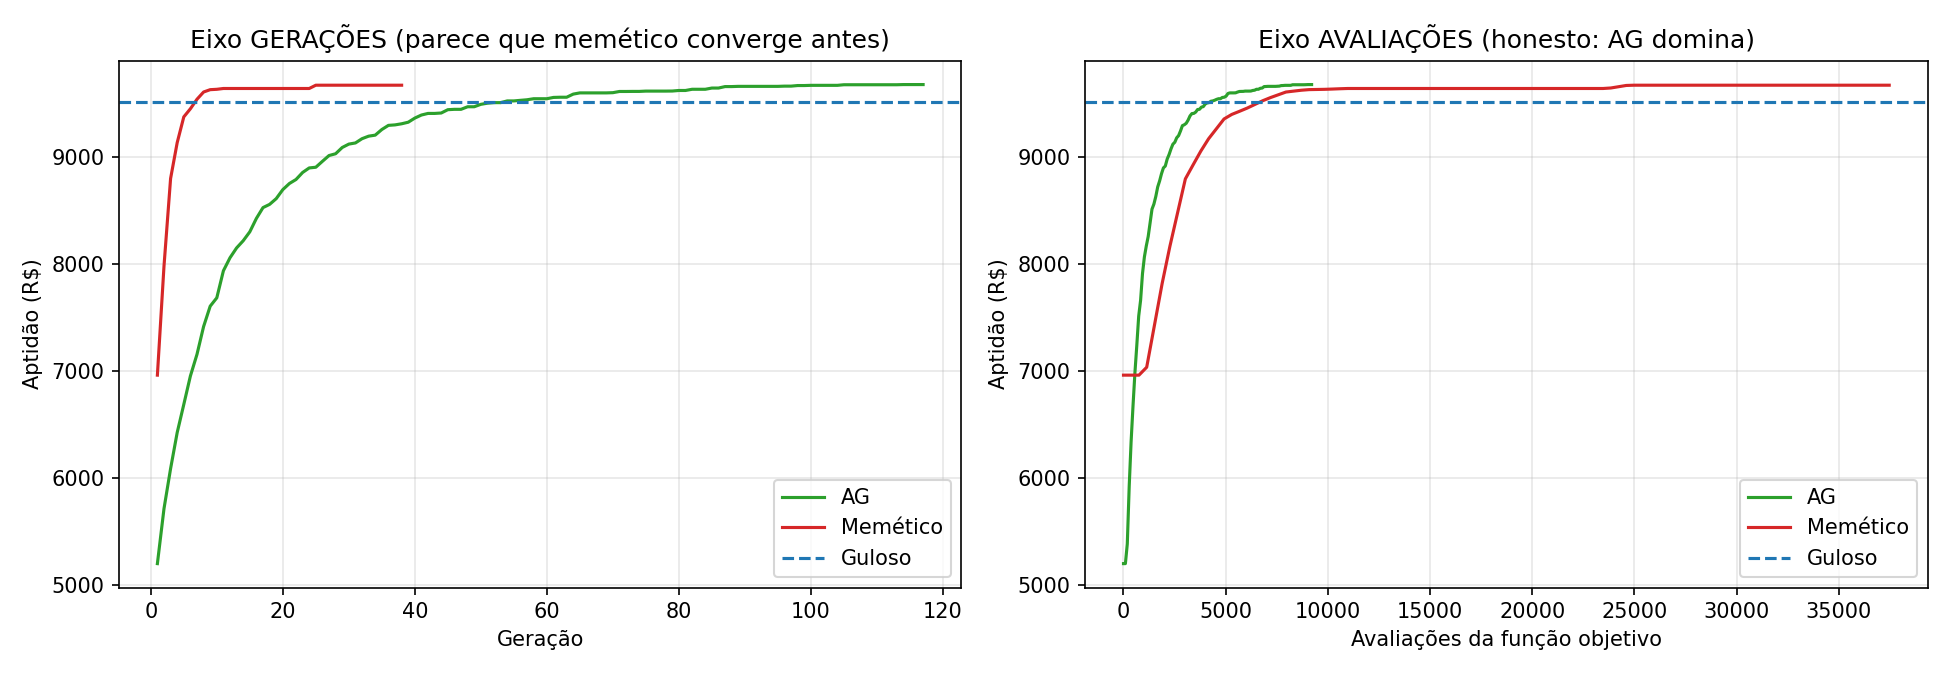 Eixo GERAÇÕES (parece que memético converge antes)
Aptidão (R$)
9000
8000
7000
6000
5000
0
20
40
60
80
100
120
Geração
AG
Memético
Guloso
Eixo AVALIAÇÕES (honesto: AG domina)
Aptidão (R$)
9000
8000
7000
6000
5000
0
5000
10000
15000
20000
25000
30000
35000
Avaliações da função objetivo
AG
Memético
Guloso